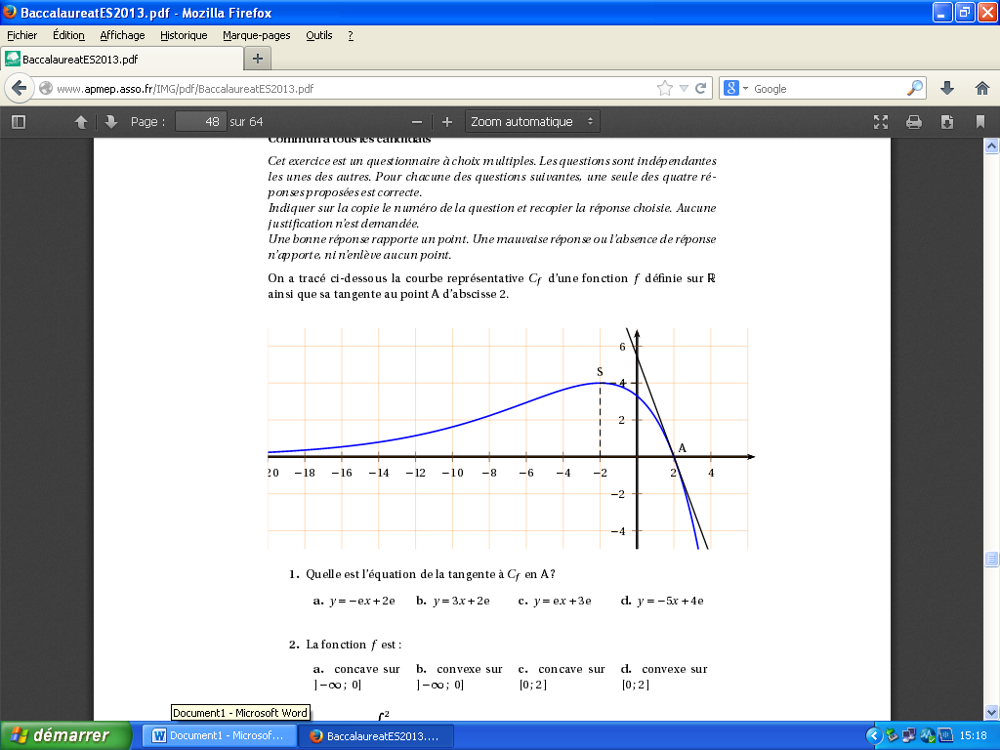 BaccalaureatES2013.pdf - Mozilla Firefox
Fichier Édition Affichage Historique Marque-pages Outils ?
BaccalaureatES2013.pdf
www.apmep.asso.fr/IMG/pdf/BaccalaureatES2013.pdf
Google
Page : 48 sur 64
Zoom automatique
Commun à tous les candidats
Cet exercice est un questionnaire à choix multiples. Les questions sont indépendantes
les unes des autres. Pour chacune des questions suivantes, une seule des quatre ré-
ponses proposées est correcte.
Indiquer sur la copie le numéro de la question et recopier la réponse choisie. Aucune
justification n'est demandée.
Une bonne réponse rapporte un point. Une mauvaise réponse ou l'absence de réponse
n'apporte, ni n'enlève aucun point.
On a tracé ci-dessous la courbe représentative Cf d'une fonction f définie sur ℝ
ainsi que sa tangente au point A d'abscisse 2.
6
S
4
2
A
20 −18 −16 −14 −12 −10 −8 −6 −4 −2 2 4
−2
−4
1. Quelle est l'équation de la tangente à Cf en A ?
a. y = −ex + 2e b. y = 3x + 2e c. y = ex + 3e d. y = −5x + 4e
2. La fonction f est :
a. concave sur b. convexe sur c. concave sur d. convexe sur
]−∞ ; 0] ]−∞ ; 0] [0 ; 2] [0 ; 2]
∫2
Document1 - Microsoft Word
démarrer
Document1 - Microsof...
BaccalaureatES2013....
15:18